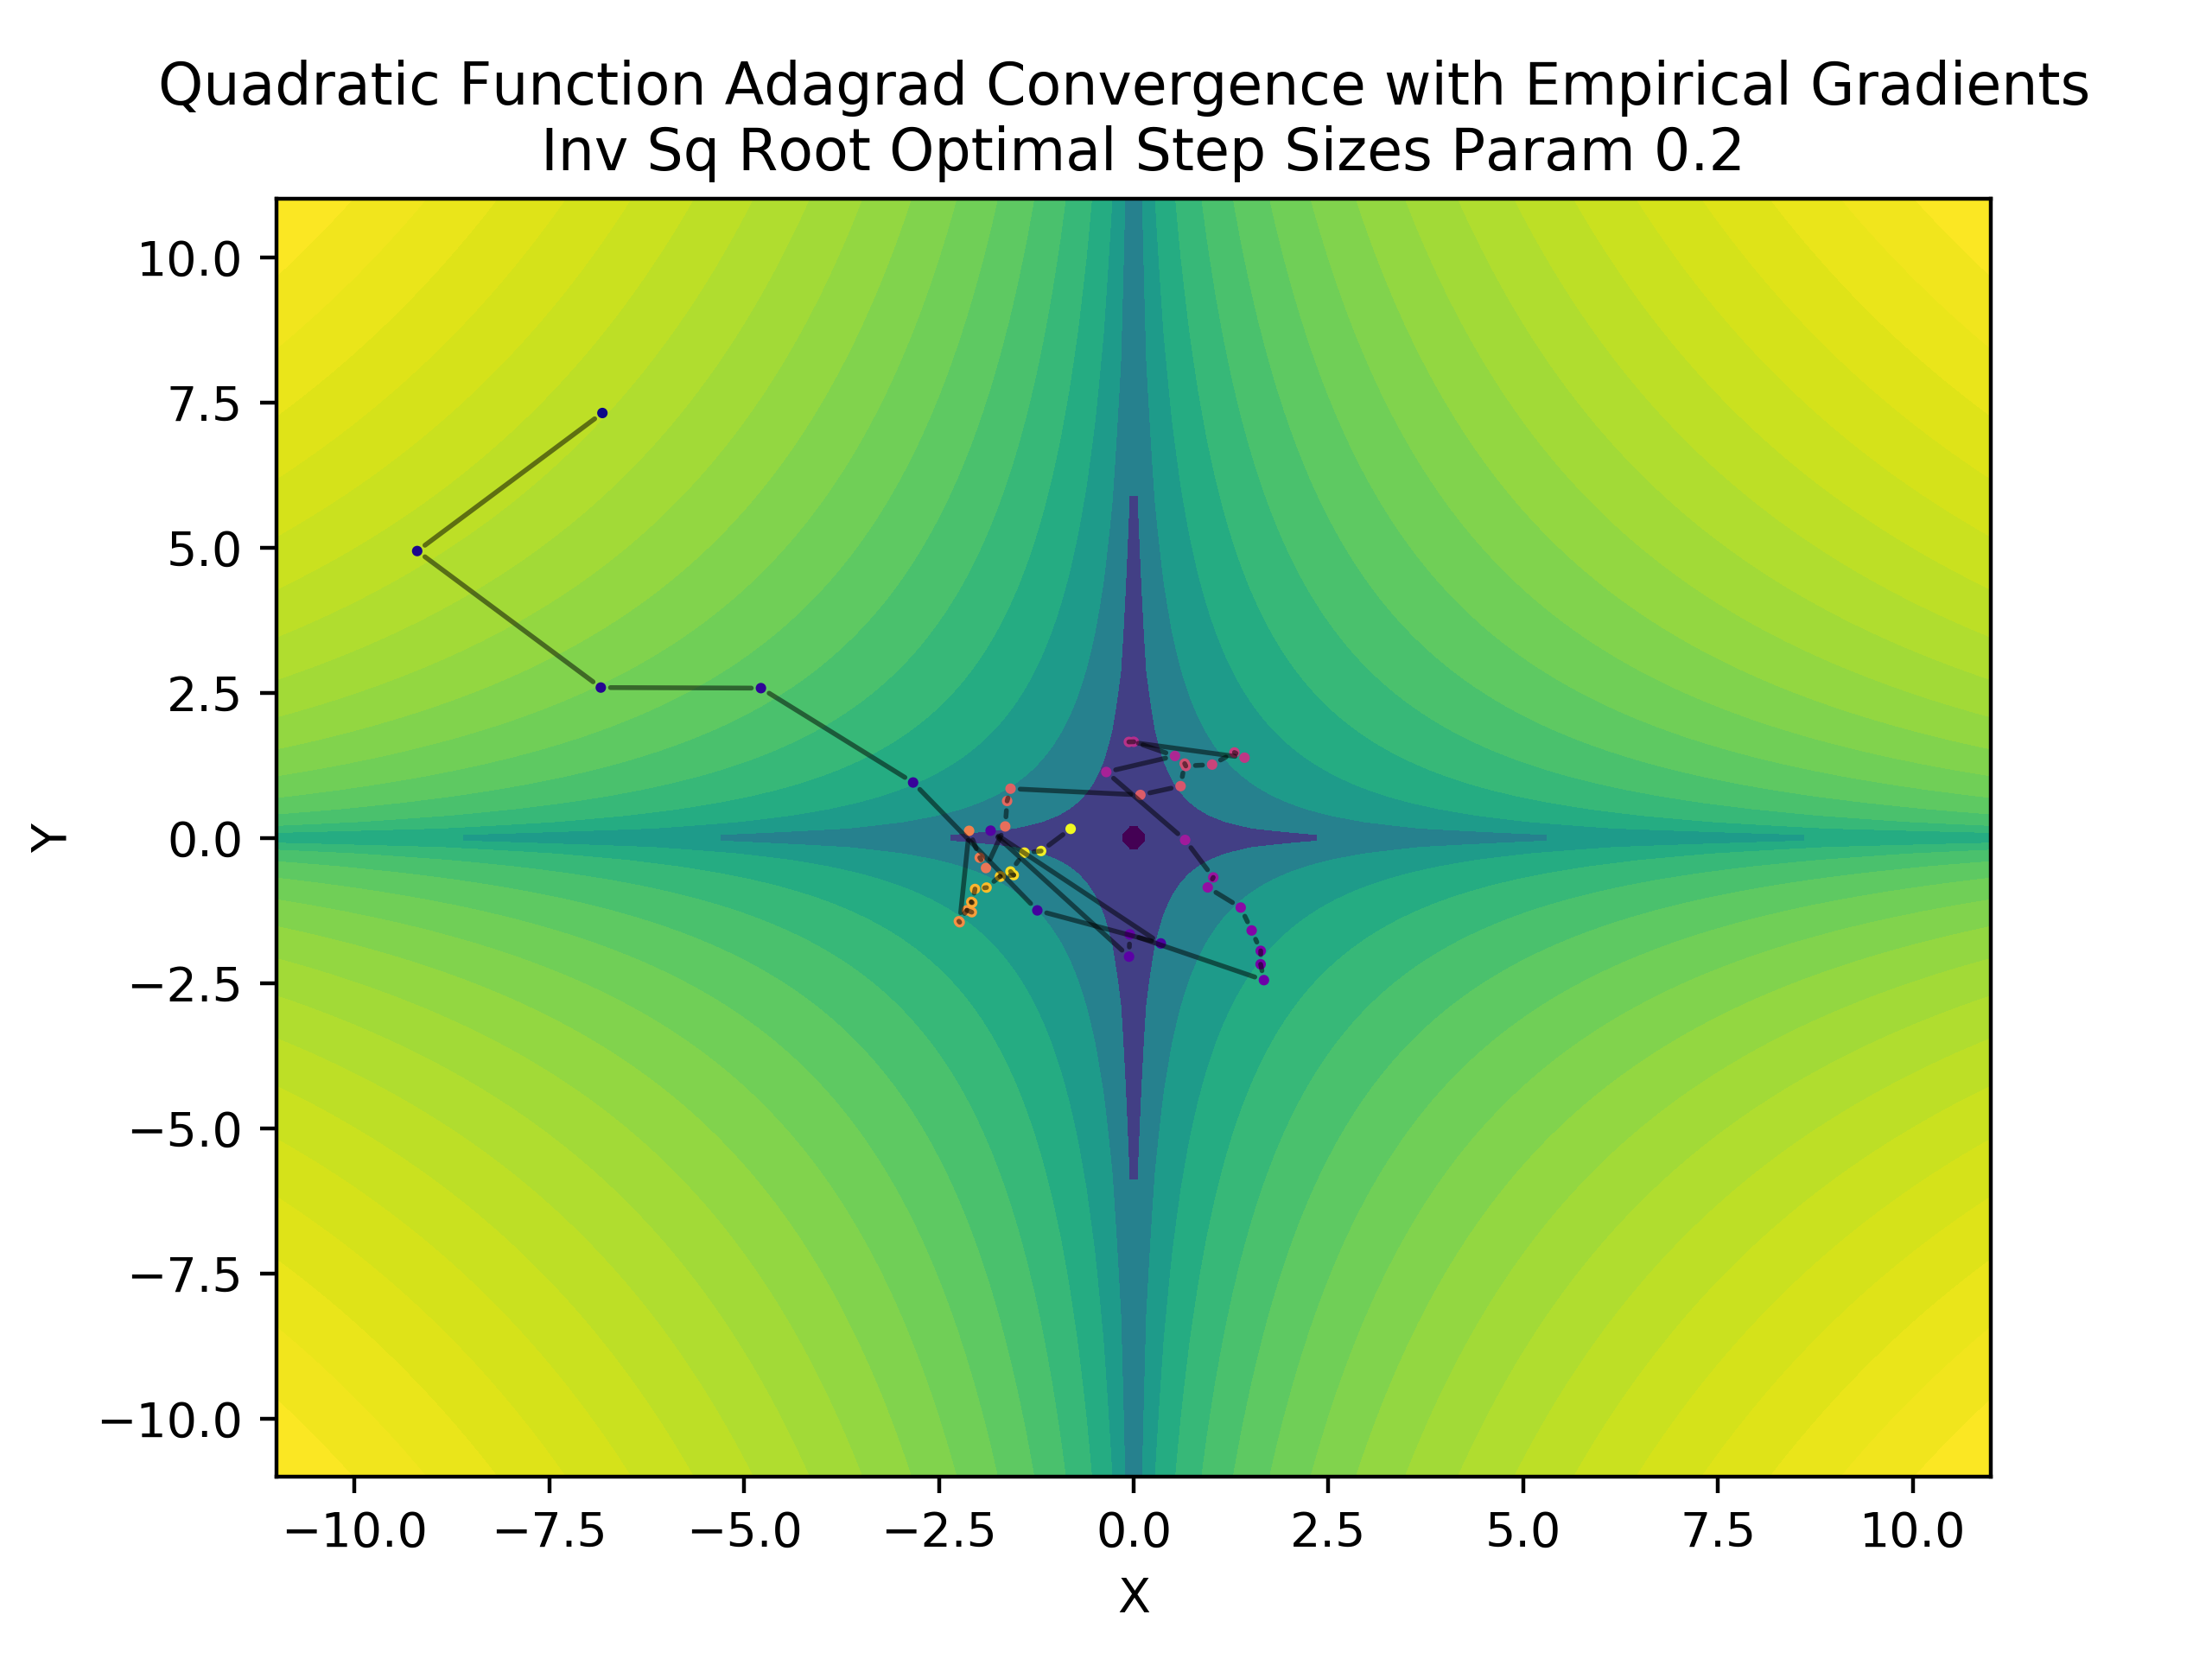 Quadratic Function Adagrad Convergence with Empirical Gradients
Inv Sq Root Optimal Step Sizes Param 0.2
10.0
7.5
5.0
2.5
0.0
−2.5
−5.0
−7.5
−10.0
Y
−10.0 −7.5 −5.0 −2.5 0.0 2.5 5.0 7.5 10.0
X